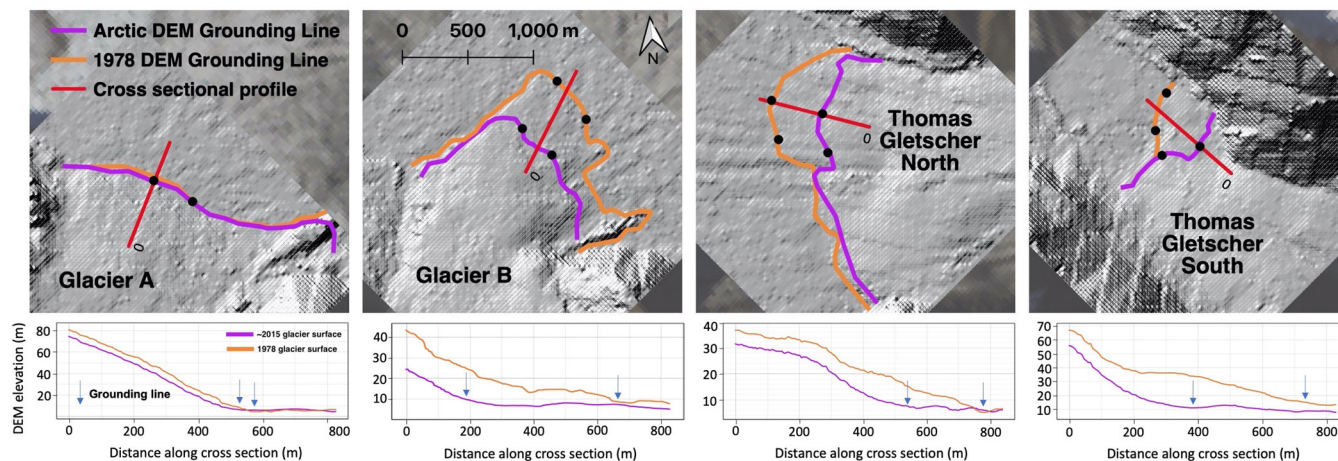 Arctic DEM Grounding Line
1978 DEM Grounding Line
Cross sectional profile
0
Glacier A
0 500 1,000 m
N
0
Glacier B
Thomas
Gletscher
North
0
Thomas
Gletscher
South
0
DEM elevation (m)
80
60
40
20
~2015 glacier surface
1978 glacier surface
Grounding line
0 200 400 600 800
Distance along cross section (m)
40
30
20
10
0 200 400 600 800
Distance along cross section (m)
40
30
20
10
0 200 400 600 800
Distance along cross section (m)
70
60
50
40
30
20
10
0 200 400 600 800
Distance along cross section (m)